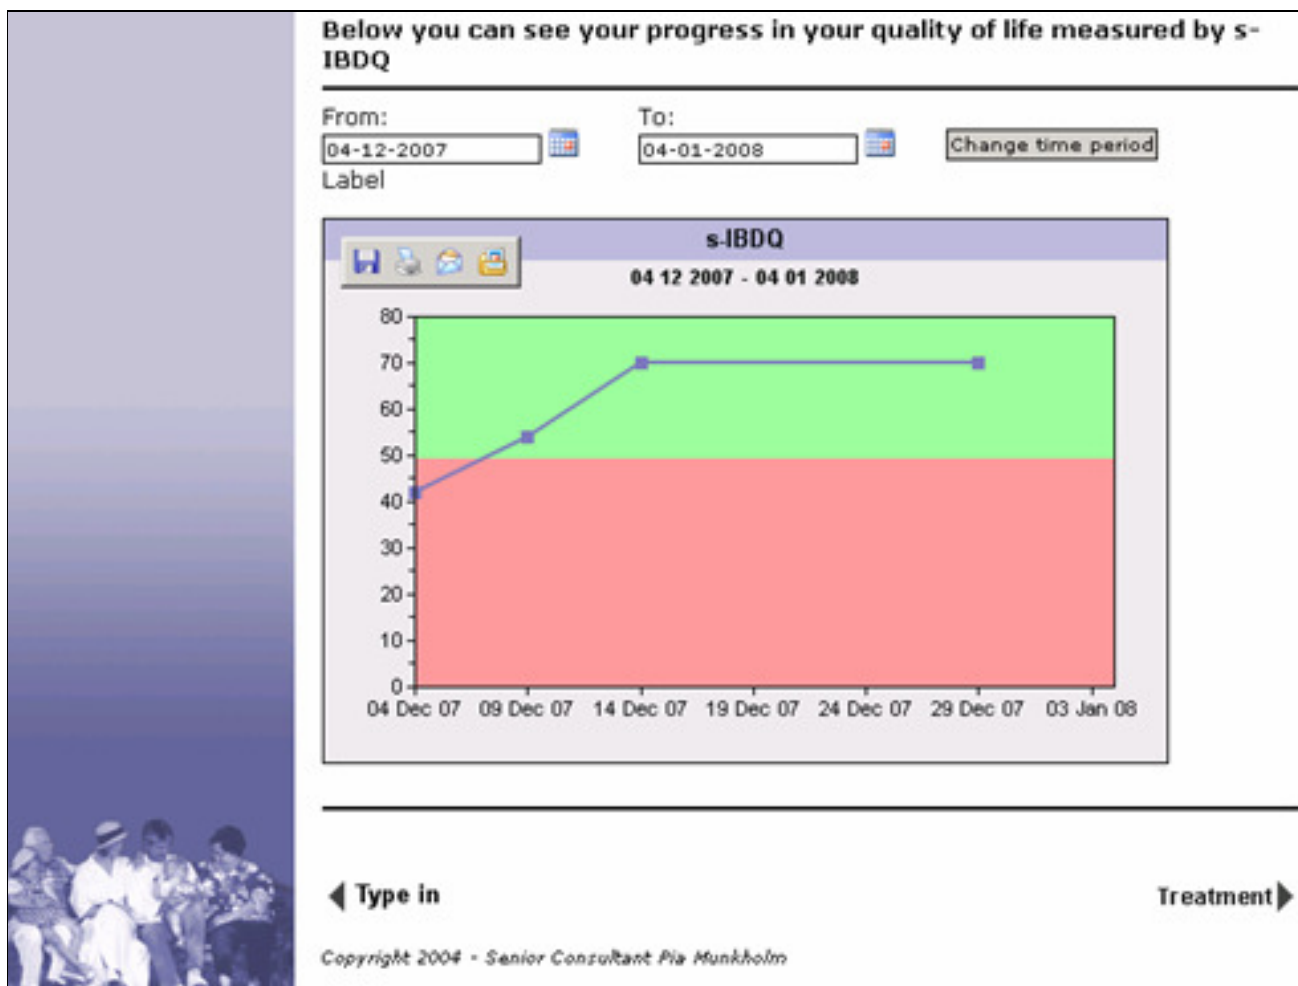 Below you can see your progress in your quality of life measured by s-
IBDQ
From:
To:
04-12-2007
04-01-2008
Change time period
Label
s-IBDQ
04 12 2007 - 04 01 2008
80
70
60
50
40
30
20
10
0
04 Dec 07 09 Dec 07 14 Dec 07 19 Dec 07 24 Dec 07 29 Dec 07 03 Jan 08
Type in
Treatment
Copyright 2004 - Senior Consultant Pia Munkholm